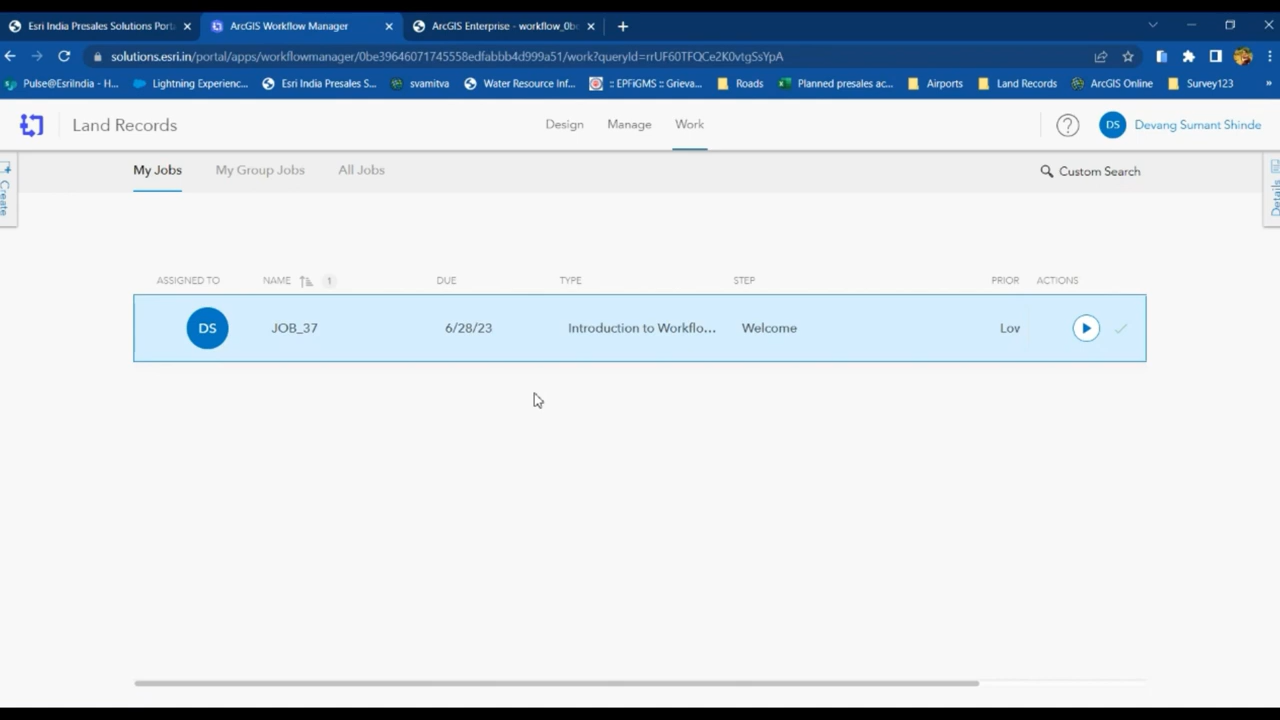 Esri India Presales Solutions Port
ArcGIS Workflow Manager
ArcGIS Enterprise - workflow_0bc
solutions.esri.in/portal/apps/workflowmanager/0be39646071745558edfabbb4d999a51/work?queryId=rrUF60TFQCe2K0vtgSsYpA
Pulse@EsriIndia - H...
Lightning Experienc...
Esri India Presales S...
svamitva
Water Resource Inf...
:: EPFiGMS :: Grieva...
Roads
Planned presales ac...
Airports
Land Records
ArcGIS Online
Survey123
»
Land Records
Design
Manage
Work
DS
Devang Sumant Shinde
Create
My Jobs
My Group Jobs
All Jobs
Custom Search
Details
ASSIGNED TO
NAME
1
DUE
TYPE
STEP
PRIOR
ACTIONS
DS
JOB_37
6/28/23
Introduction to Workflo...
Welcome
Lov